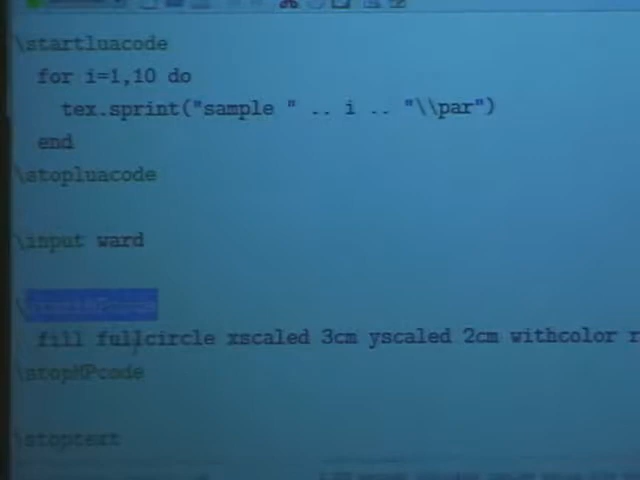 \startluacode
for i=1,10 do
tex.sprint("sample " .. i .. "\\par")
end
\stopluacode
\input ward
\startMPcode
fill fullcircle xscaled 3cm yscaled 2cm withcolor r
\stopMPcode
\stoptext